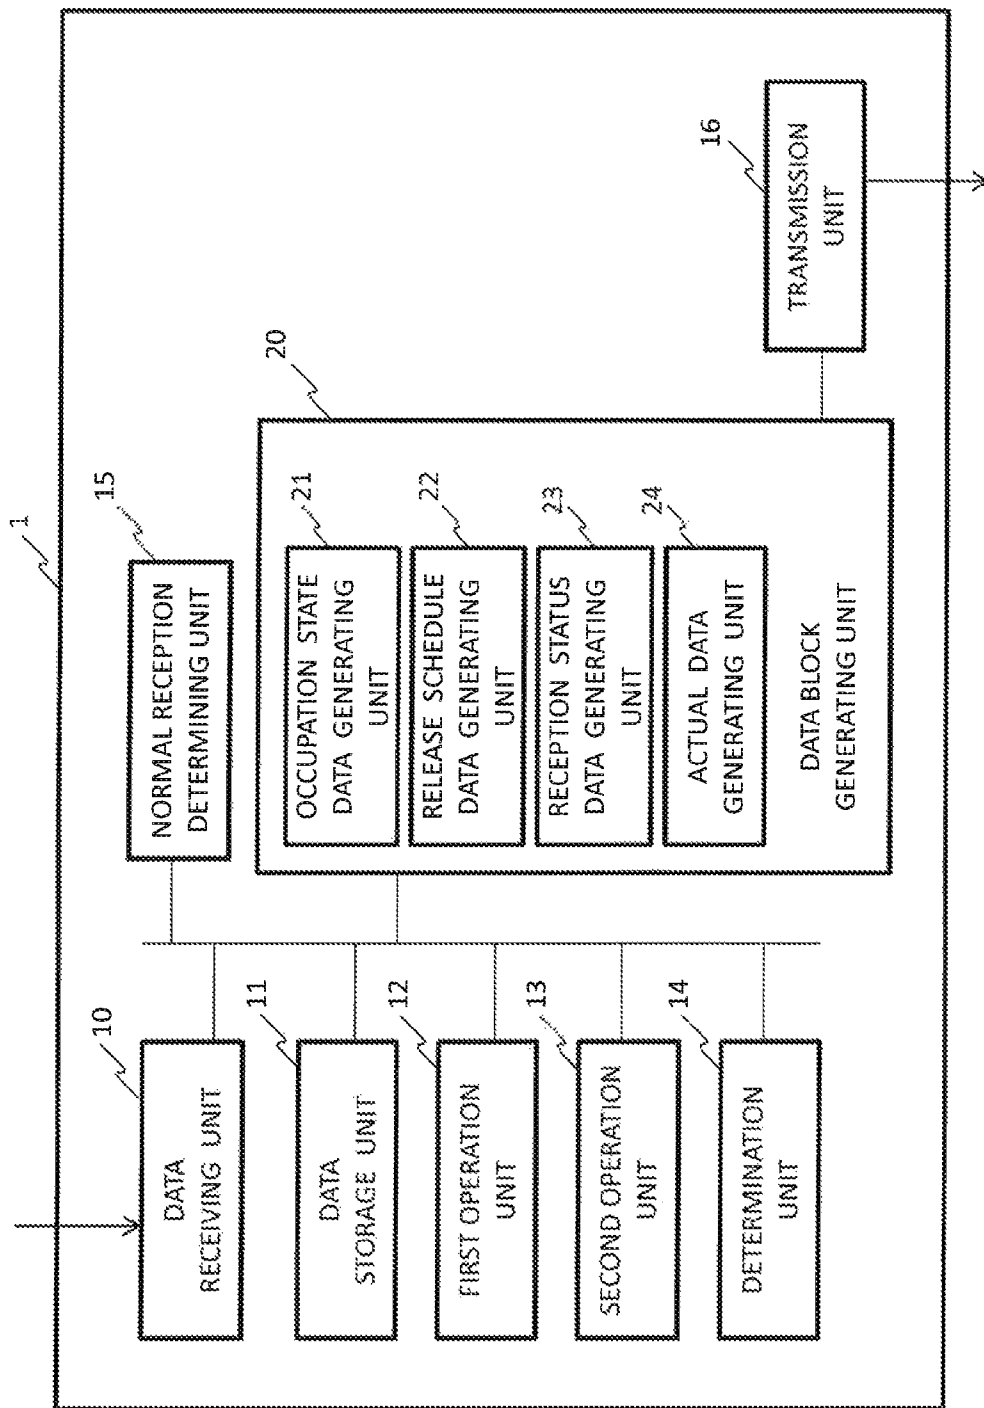 1
10
DATA
RECEIVING UNIT
11
DATA
STORAGE UNIT
12
FIRST OPERATION
UNIT
13
SECOND OPERATION
UNIT
14
DETERMINATION
UNIT
15
NORMAL RECEPTION
DETERMINING UNIT
20
21
OCCUPATION STATE
DATA GENERATING
UNIT
22
RELEASE SCHEDULE
DATA GENERATING
UNIT
23
RECEPTION STATUS
DATA GENERATING
UNIT
24
ACTUAL DATA
GENERATING UNIT
DATA BLOCK
GENERATING UNIT
16
TRANSMISSION
UNIT